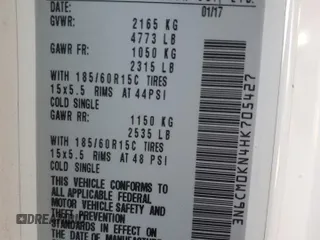 DATE: 01/17
GVWR: 2165 KG
4773 LB
GAWR FR: 1050 KG
2315 LB
WITH 185/60R15C TIRES
15x5.5 RIMS AT 44PSI
COLD SINGLE
GAWR RR: 1150 KG
2535 LB
WITH 185/60R15C TIRES
15x5.5 RIMS AT 48 PSI
COLD SINGLE
THIS VEHICLE CONFORMS TO
ALL APPLICABLE FEDERAL
MOTOR VEHICLE SAFETY
THEFT PREVENTION
STANDARDS IN EFFECT ON
3N6CM0KN4HK705427